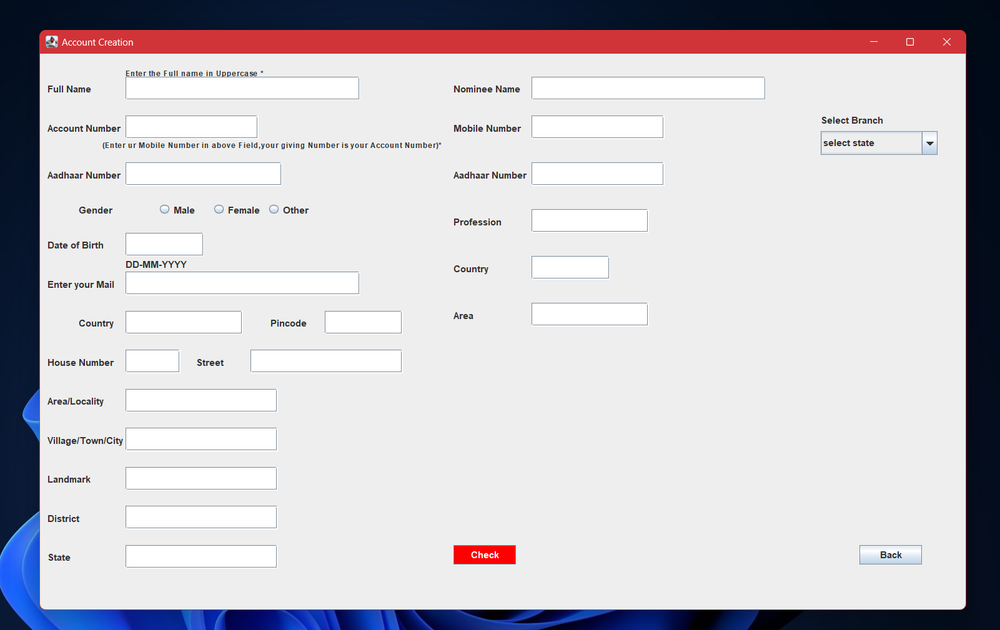 Account Creation
Enter the Full name in Uppercase *
Full Name
Nominee Name
Account Number
Mobile Number
Select Branch
select state
(Enter ur Mobile Number in above Field,your giving Number is your Account Number)*
Aadhaar Number
Aadhaar Number
Gender Male Female Other
Profession
Date of Birth
DD-MM-YYYY
Country
Enter your Mail
Country Pincode
Area
House Number Street
Area/Locality
Village/Town/City
Landmark
District
State
Check
Back